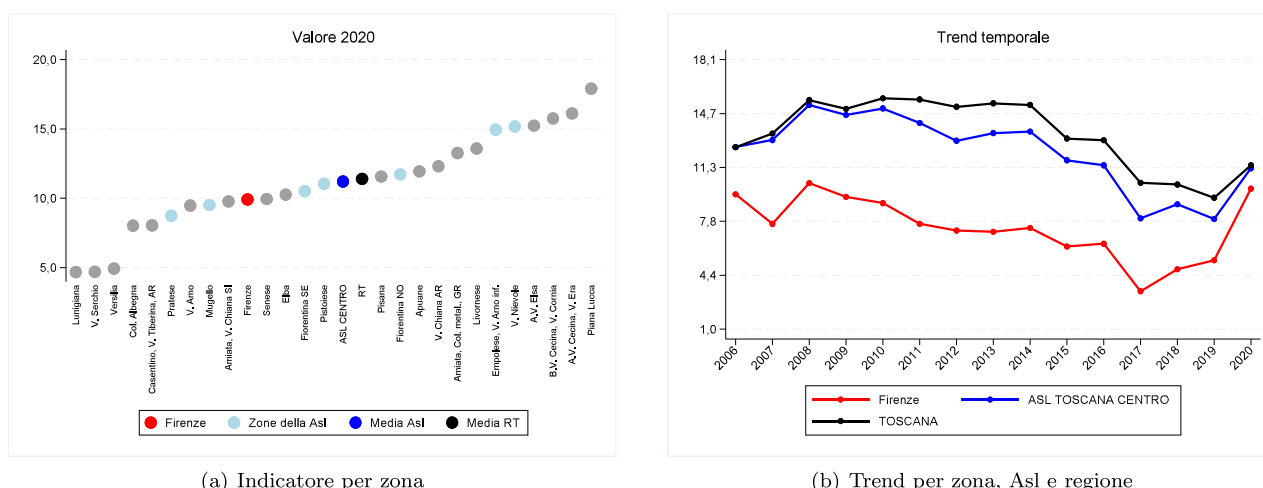 Valore 2020
20,0
15,0
10,0
5,0
Lunigiana
V. Serchio
Versilia
Col. Albegna
Casentino, V. Tiberina, AR
Pratese
V. Arno
Mugello
Amiata, V. Chiana SI
Firenze
Senese
Elba
Fiorentina SE
Pistoiese
ASL CENTRO
RT
Pisana
Fiorentina NO
Apuane
V. Chiana AR
Amiata, Col. metal., GR
Livornese
Empolese, V. Arno inf.
V. Nievole
A.V. Elsa
B.V. Cecina, V. Cornia
A.V. Cecina, V. Era
Piana Lucca
Firenze Zone della Asl Media Asl Media RT
(a) Indicatore per zona
Trend temporale
18,1
14,7
11,3
7,8
4,4
1,0
2006 2007 2008 2009 2010 2011 2012 2013 2014 2015 2016 2017 2018 2019 2020
Firenze ASL TOSCANA CENTRO
TOSCANA
(b) Trend per zona, Asl e regione